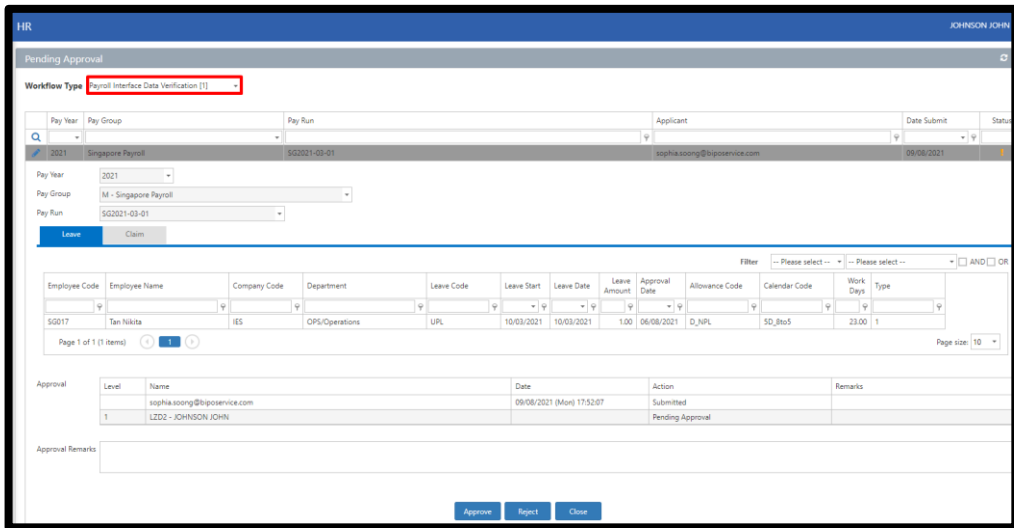 HR JOHNSON JOHN
Pending Approval
Workflow Type Payroll Interface Data Verification [1]
Pay Year Pay Group Pay Run Applicant Date Submit Status
2021 Singapore Payroll SG2021-03-01 sophia.soong@biposervice.com 09/08/2021 !
Pay Year 2021
Pay Group M - Singapore Payroll
Pay Run SG2021-03-01
Leave Claim
Filter -- Please select -- -- Please select -- AND OR
Employee Code Employee Name Company Code Department Leave Code Leave Start Leave Date Leave Amount Approval Date Allowance Code Calendar Code Work Days Type
SG017 Tan Nikita IES OPS/Operations UPL 10/03/2021 10/03/2021 1.00 06/08/2021 D_NPL 5D_8to5 23.00 1
Page 1 of 1 (1 items) 1 Page size: 10
Approval Level Name Date Action Remarks
sophia.soong@biposervice.com 09/08/2021 (Mon) 17:52:07 Submitted
1 LZD2 - JOHNSON JOHN Pending Approval
Approval Remarks
Approve Reject Close